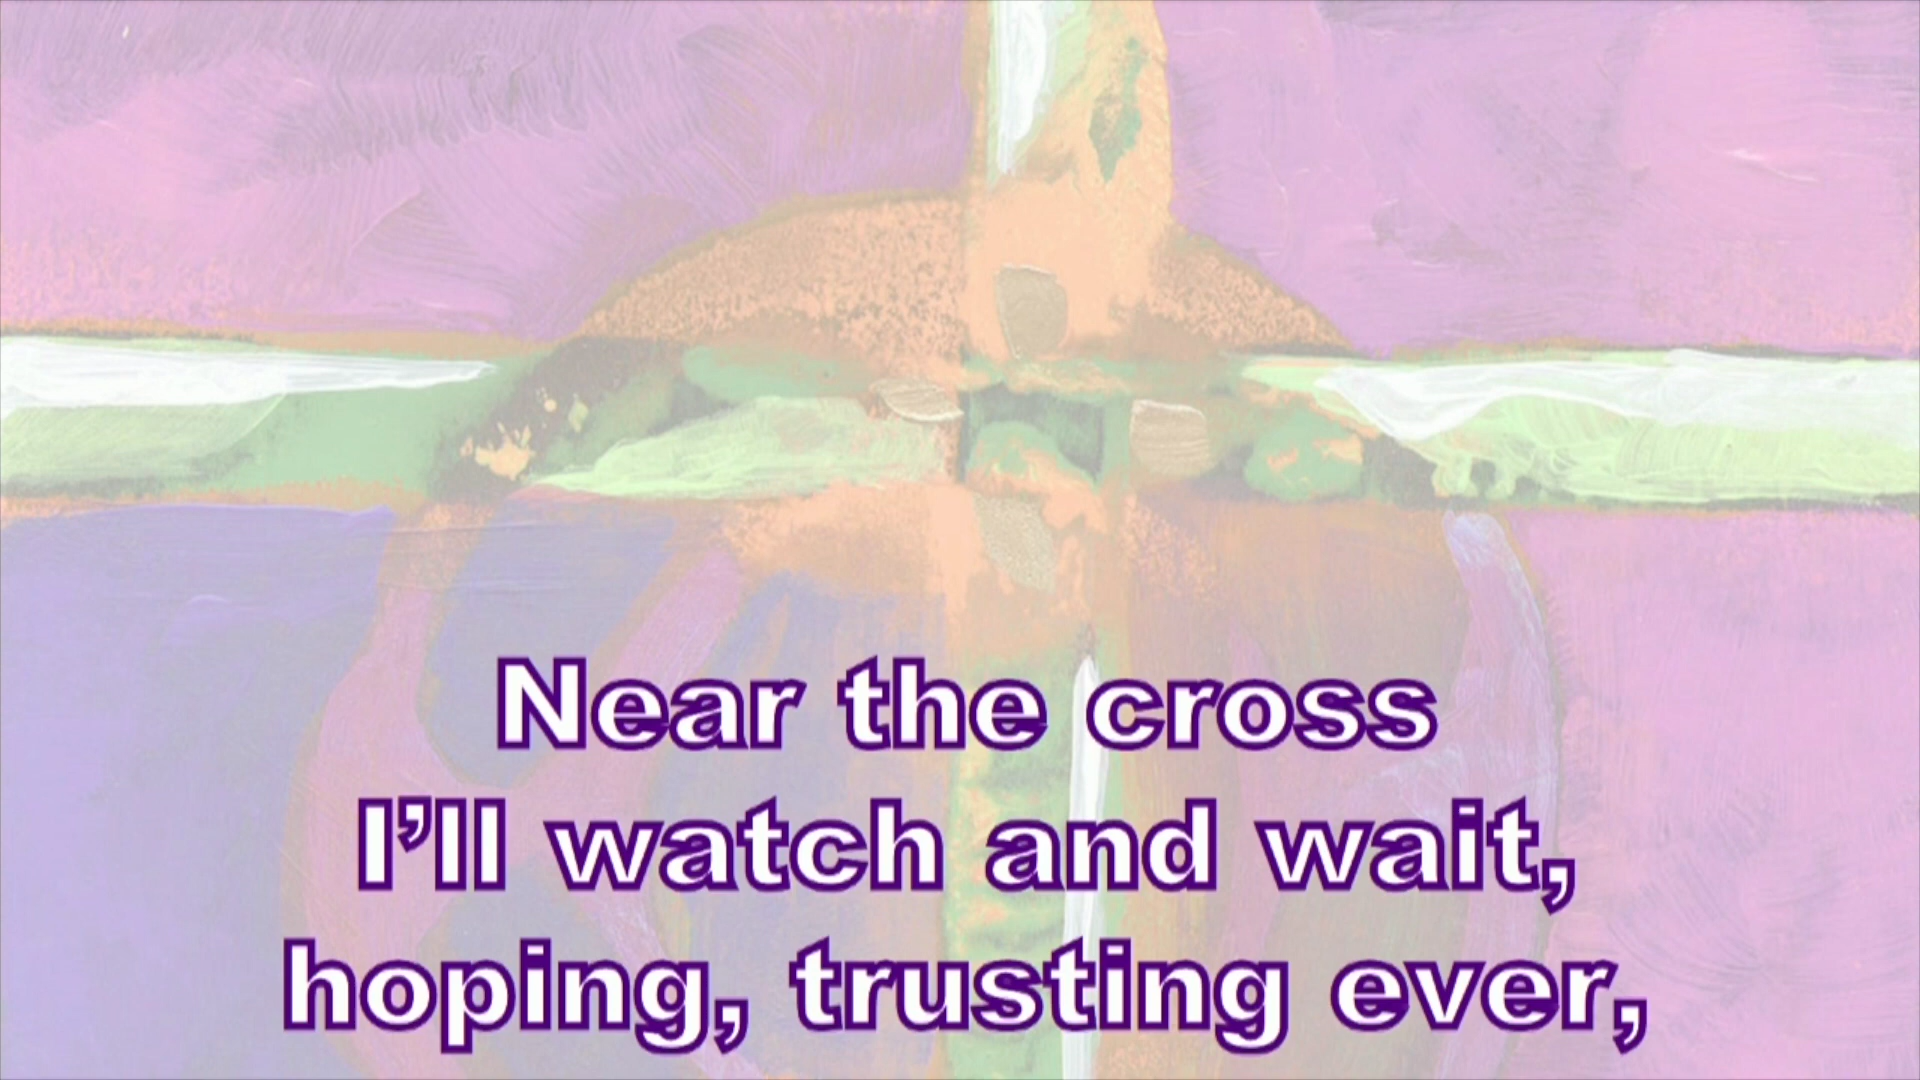 Near the cross
I’ll watch and wait,
hoping, trusting ever,